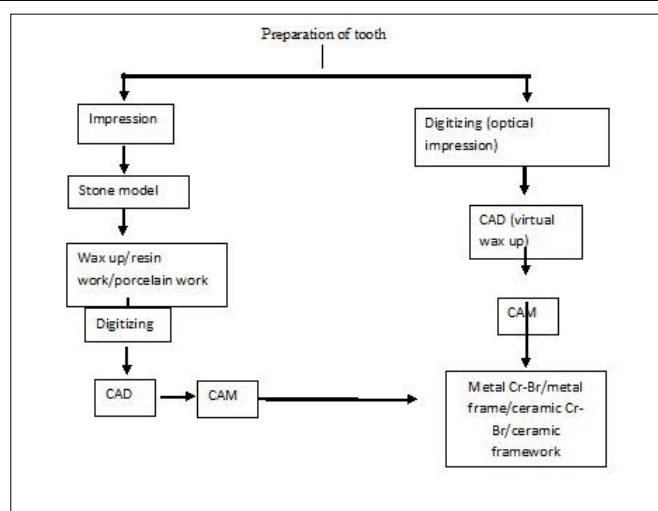 Preparation of tooth
Impression
Stone model
Wax up/resin
work/porcelain work
Digitizing
CAD
CAM
Digitizing (optical
impression)
CAD (virtual
wax up)
CAM
Metal Cr-Br/metal
frame/ceramic Cr-
Br/ceramic
framework